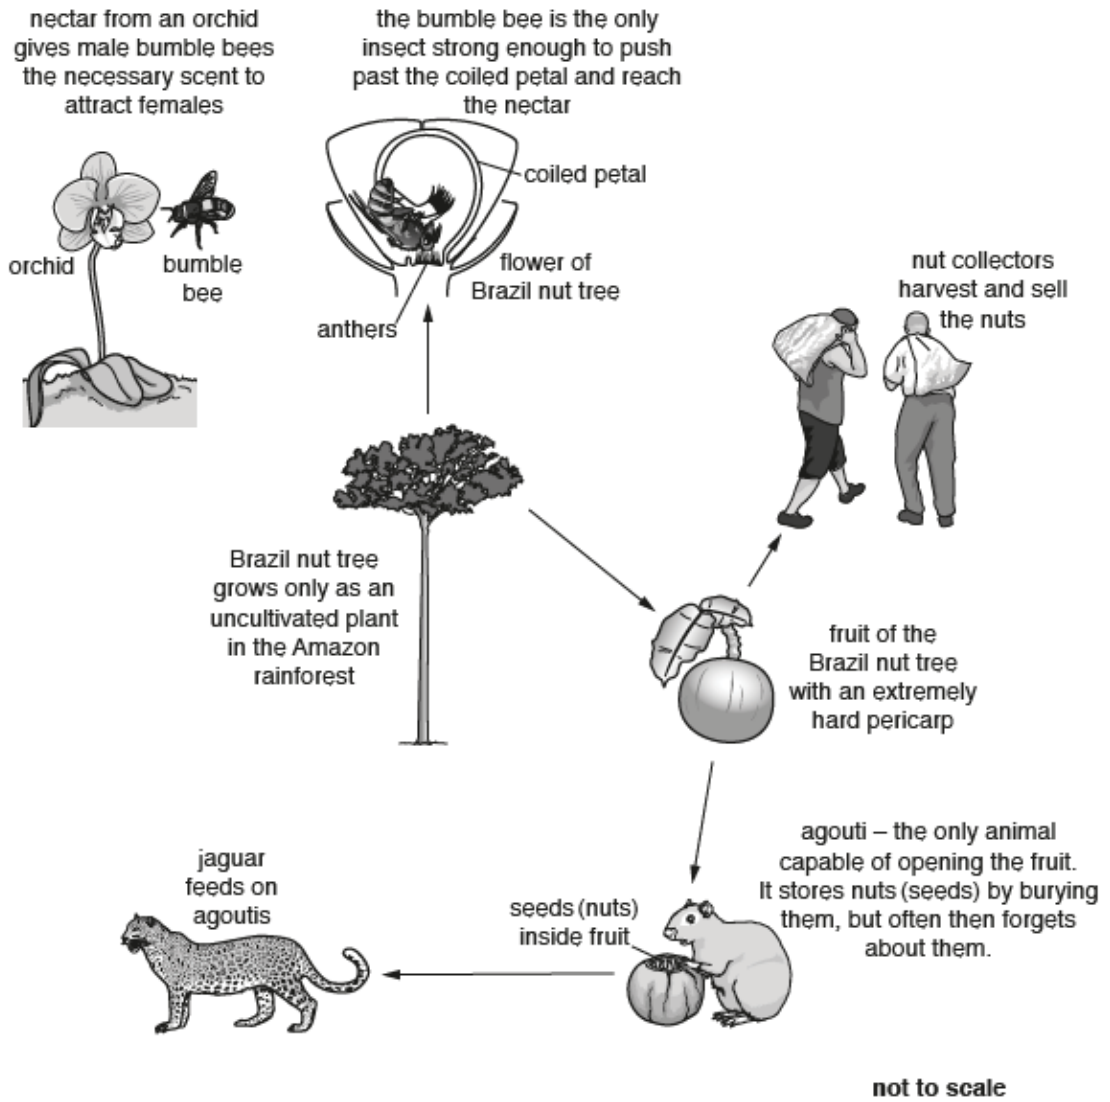 nectar from an orchid
gives male bumble bees
the necessary scent to
attract females
the bumble bee is the only
insect strong enough to push
past the coiled petal and reach
the nectar
coiled petal
orchid
bumble
bee
flower of
Brazil nut tree
anthers
nut collectors
harvest and sell
the nuts
Brazil nut tree
grows only as an
uncultivated plant
in the Amazon
rainforest
fruit of the
Brazil nut tree
with an extremely
hard pericarp
agouti – the only animal
capable of opening the fruit.
It stores nuts (seeds) by burying
them, but often then forgets
about them.
jaguar
feeds on
agoutis
seeds (nuts)
inside fruit
not to scale